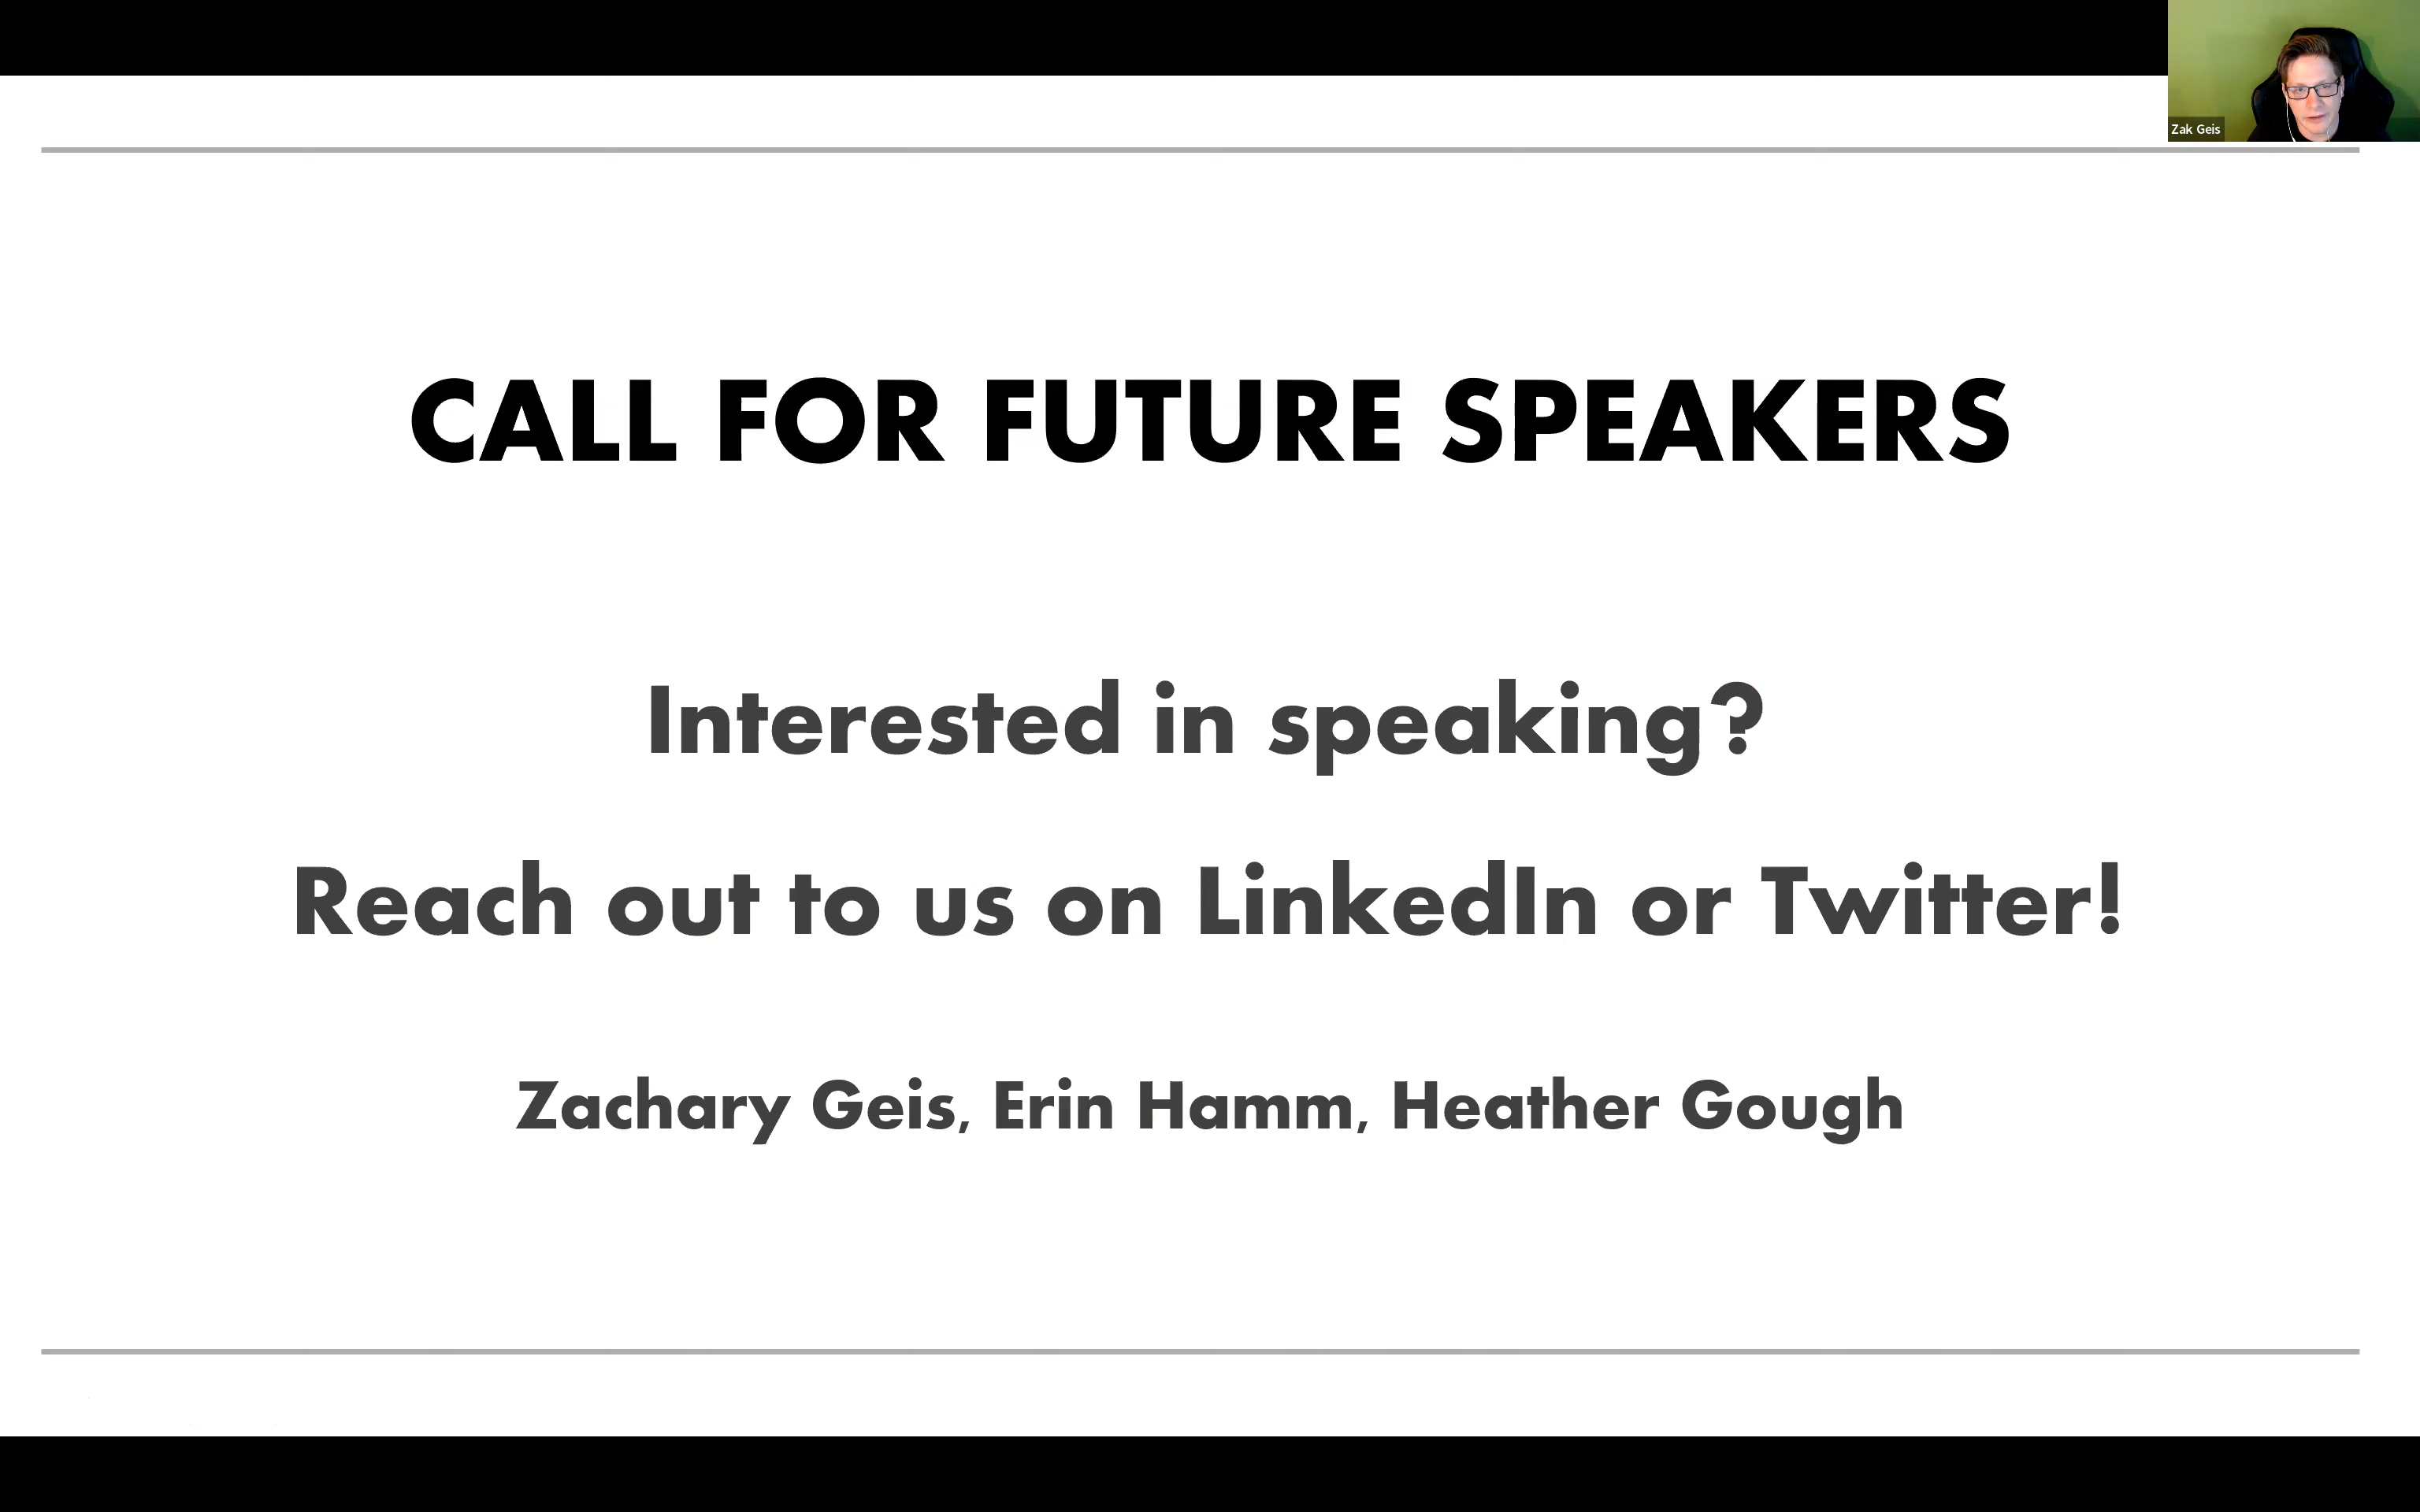 Zak Geis
CALL FOR FUTURE SPEAKERS
Interested in speaking?
Reach out to us on LinkedIn or Twitter!
Zachary Geis, Erin Hamm, Heather Gough